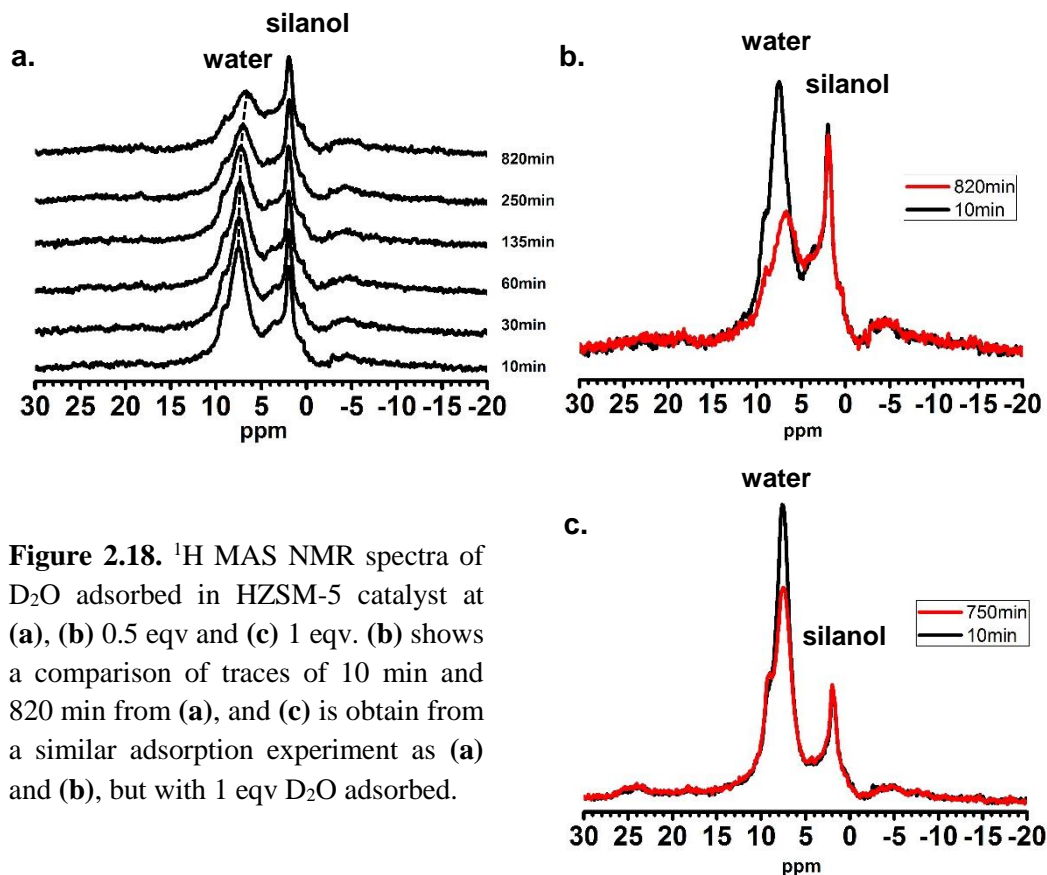 a.
water
silanol
820min
250min
135min
60min
30min
10min
30 25 20 15 10 5 0 -5 -10 -15 -20
ppm
b.
water
silanol
820min
10min
30 25 20 15 10 5 0 -5 -10 -15 -20
ppm
Figure 2.18. ¹H MAS NMR spectra of
D₂O adsorbed in HZSM-5 catalyst at
(a), (b) 0.5 eqv and (c) 1 eqv. (b) shows
a comparison of traces of 10 min and
820 min from (a), and (c) is obtain from
a similar adsorption experiment as (a)
and (b), but with 1 eqv D₂O adsorbed.
c.
water
silanol
750min
10min
30 25 20 15 10 5 0 -5 -10 -15 -20
ppm